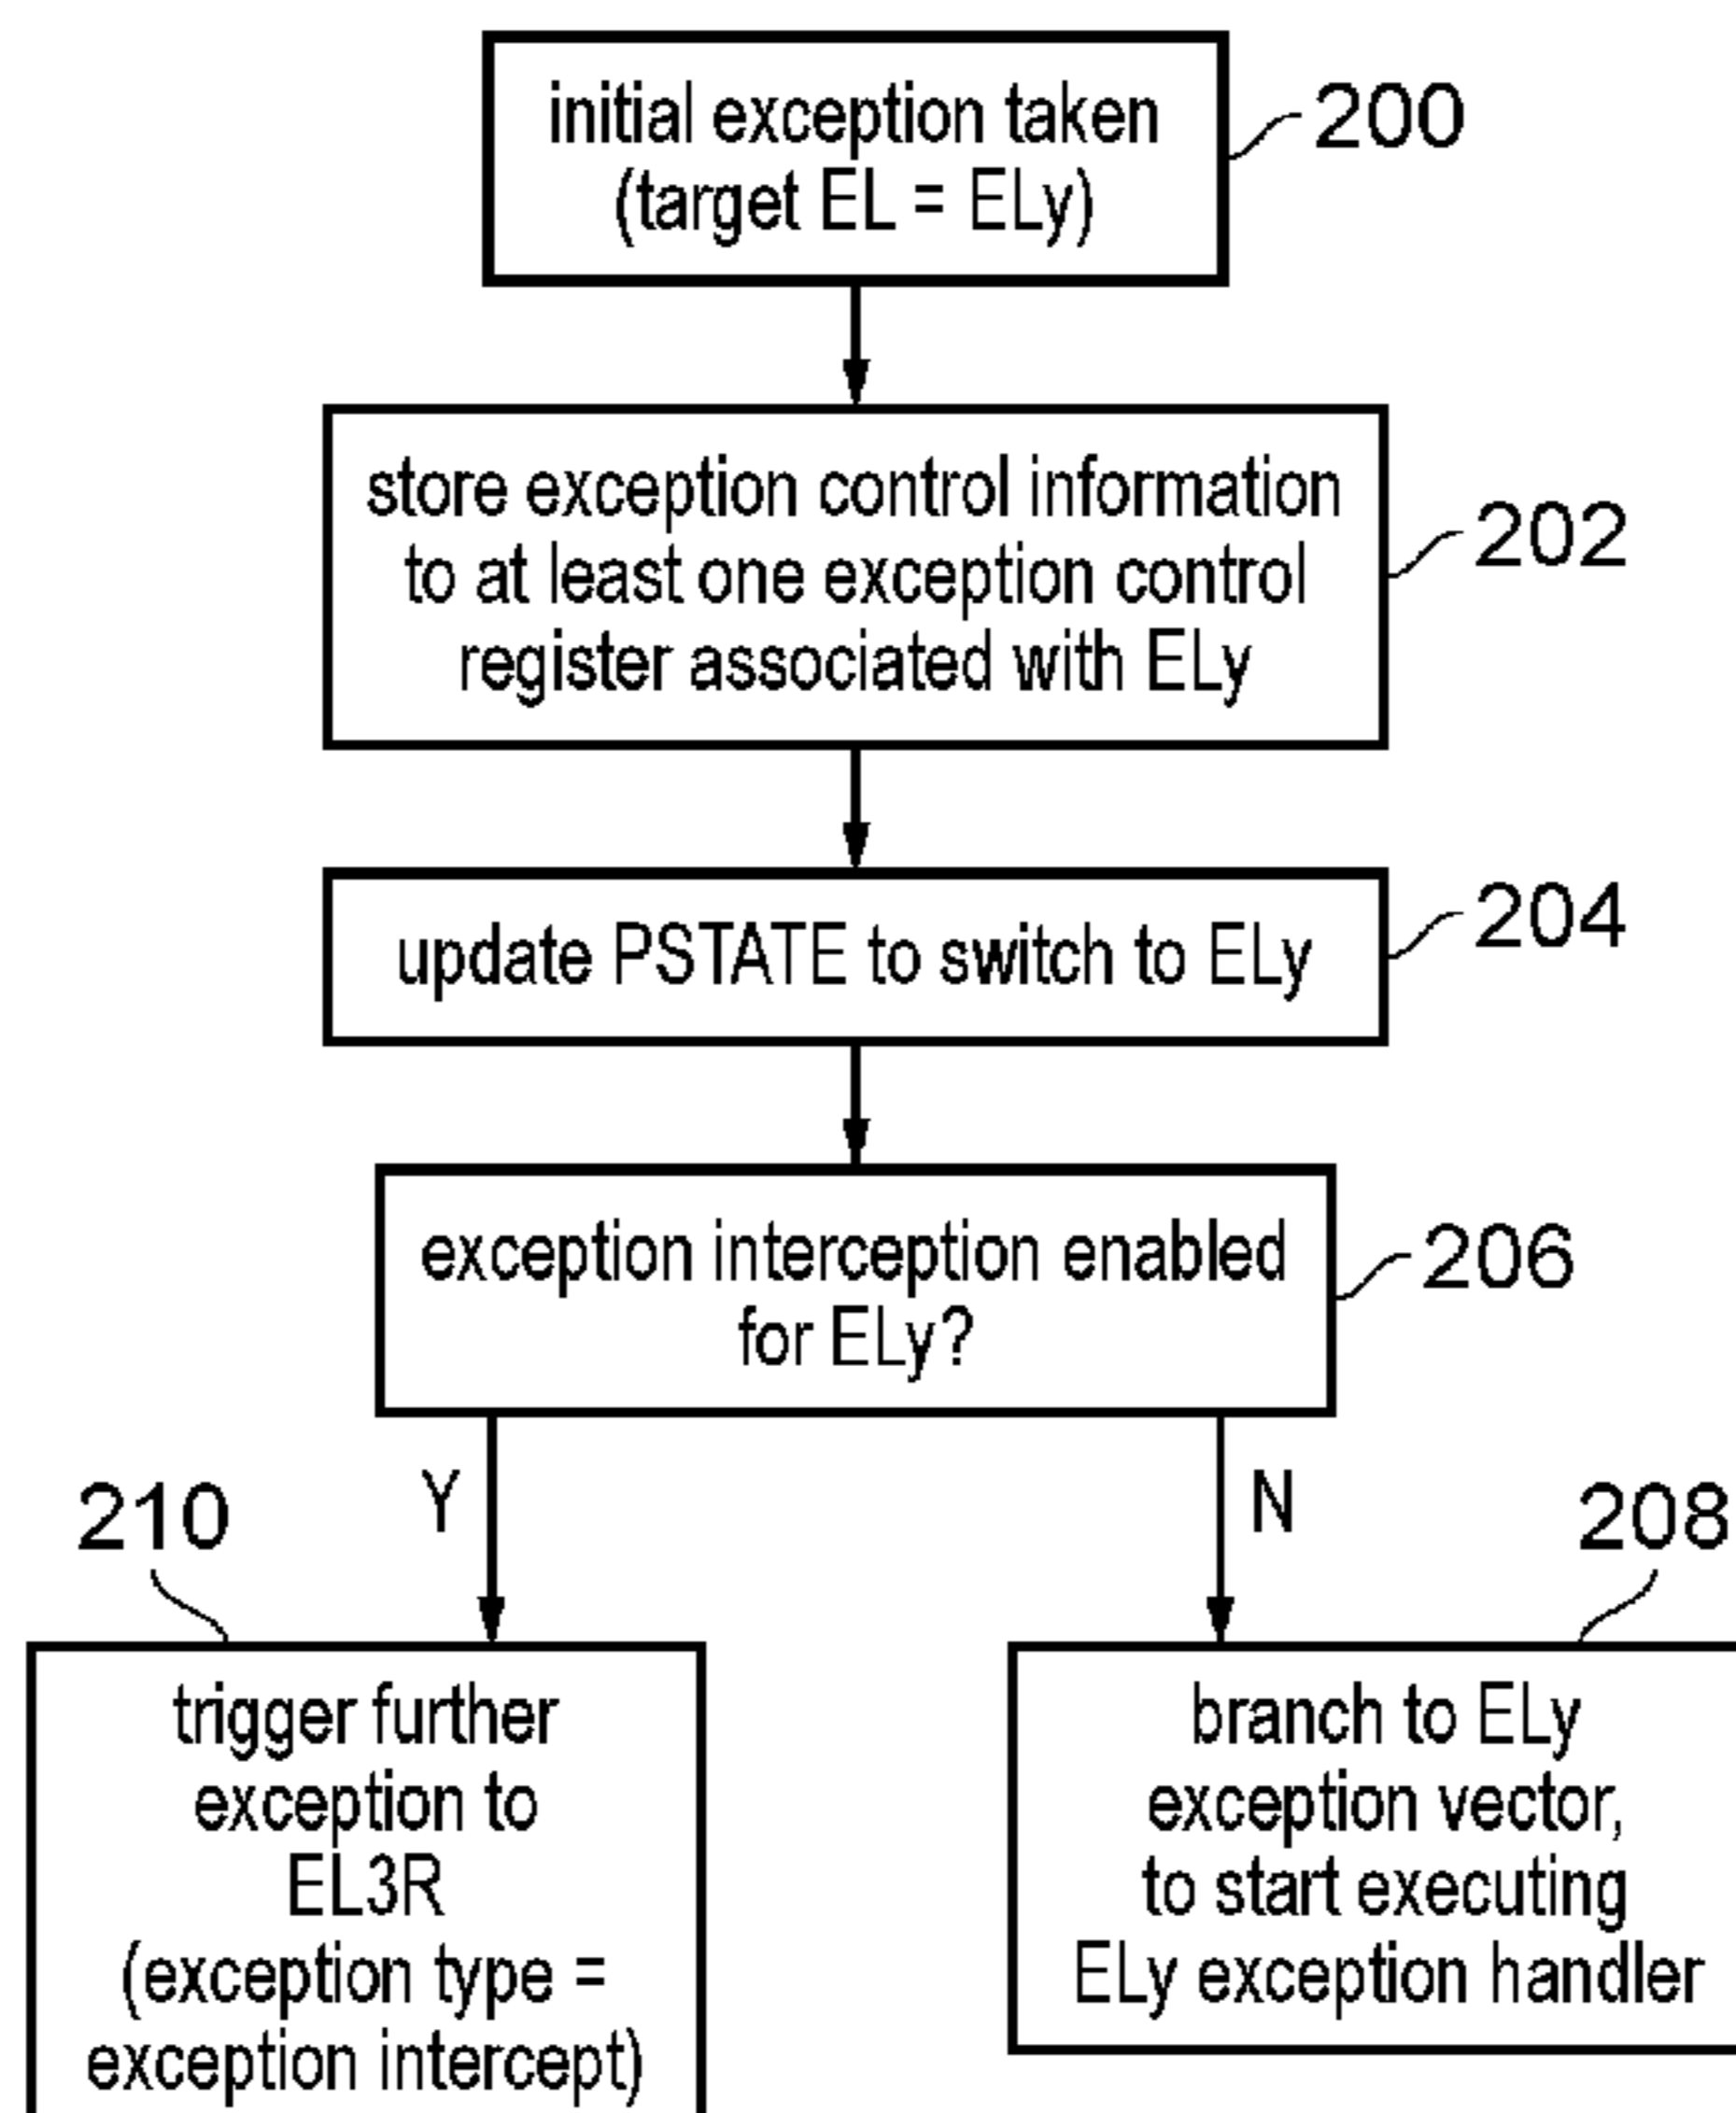 initial exception taken
(target EL = ELy)
200
store exception control information
to at least one exception control
register associated with ELy
202
update PSTATE to switch to ELy
204
exception interception enabled
for ELy?
206
Y
N
210
208
trigger further
exception to
EL3R
(exception type =
exception intercept)
branch to ELy
exception vector,
to start executing
ELy exception handler